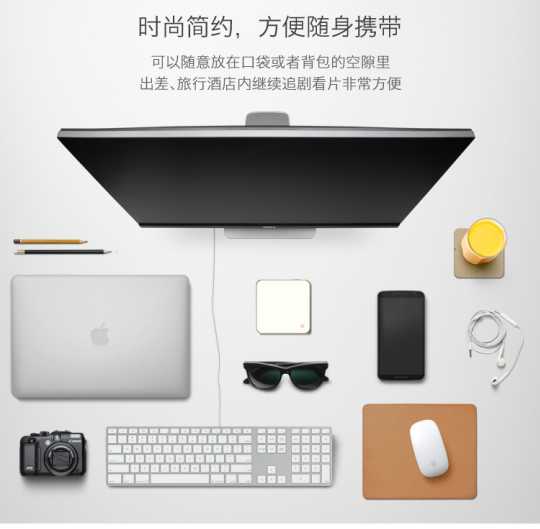 时尚简约，方便随身携带
可以随意放在口袋或者背包的空隙里
出差、旅行酒店内继续追剧看片非常方便